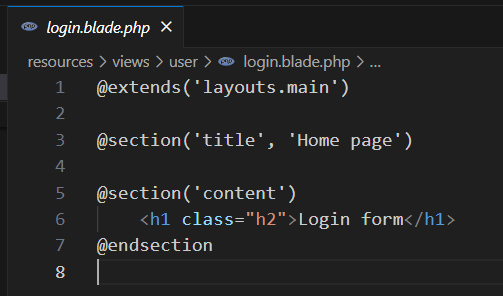 login.blade.php ×
resources > views > user > login.blade.php > ...
1 @extends('layouts.main')
2
3 @section('title', 'Home page')
4
5 @section('content')
6     <h1 class="h2">Login form</h1>
7 @endsection
8